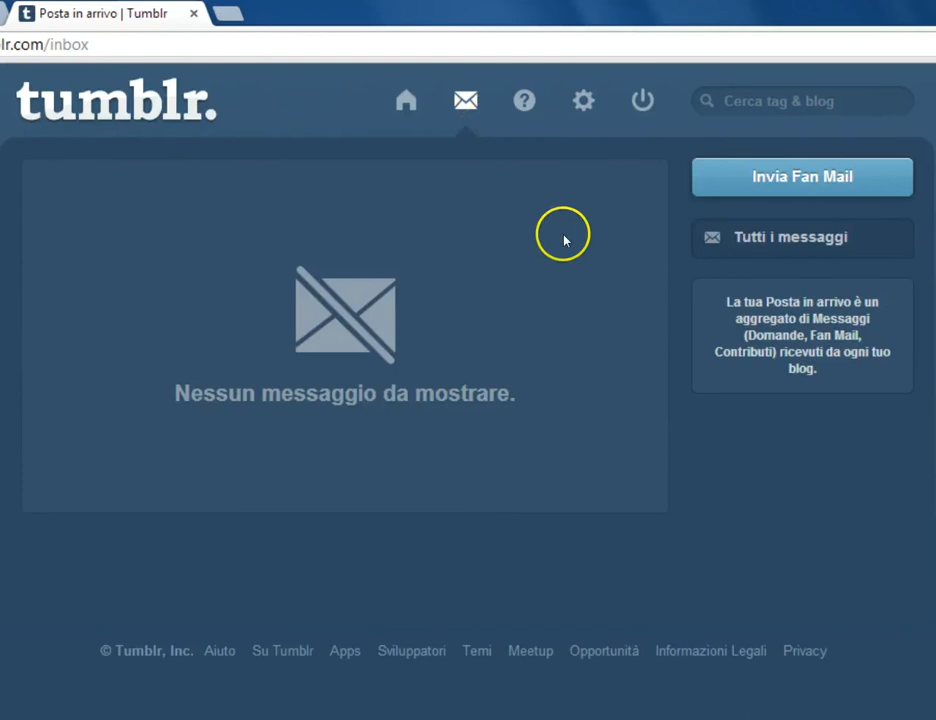 Posta in arrivo | Tumblr
lr.com/inbox
tumblr.
Cerca tag & blog
Invia Fan Mail
Tutti i messaggi
La tua Posta in arrivo è un
aggregato di Messaggi
(Domande, Fan Mail,
Contributi) ricevuti da ogni tuo
blog.
Nessun messaggio da mostrare.
© Tumblr, Inc. Aiuto Su Tumblr Apps Sviluppatori Temi Meetup Opportunità Informazioni Legali Privacy